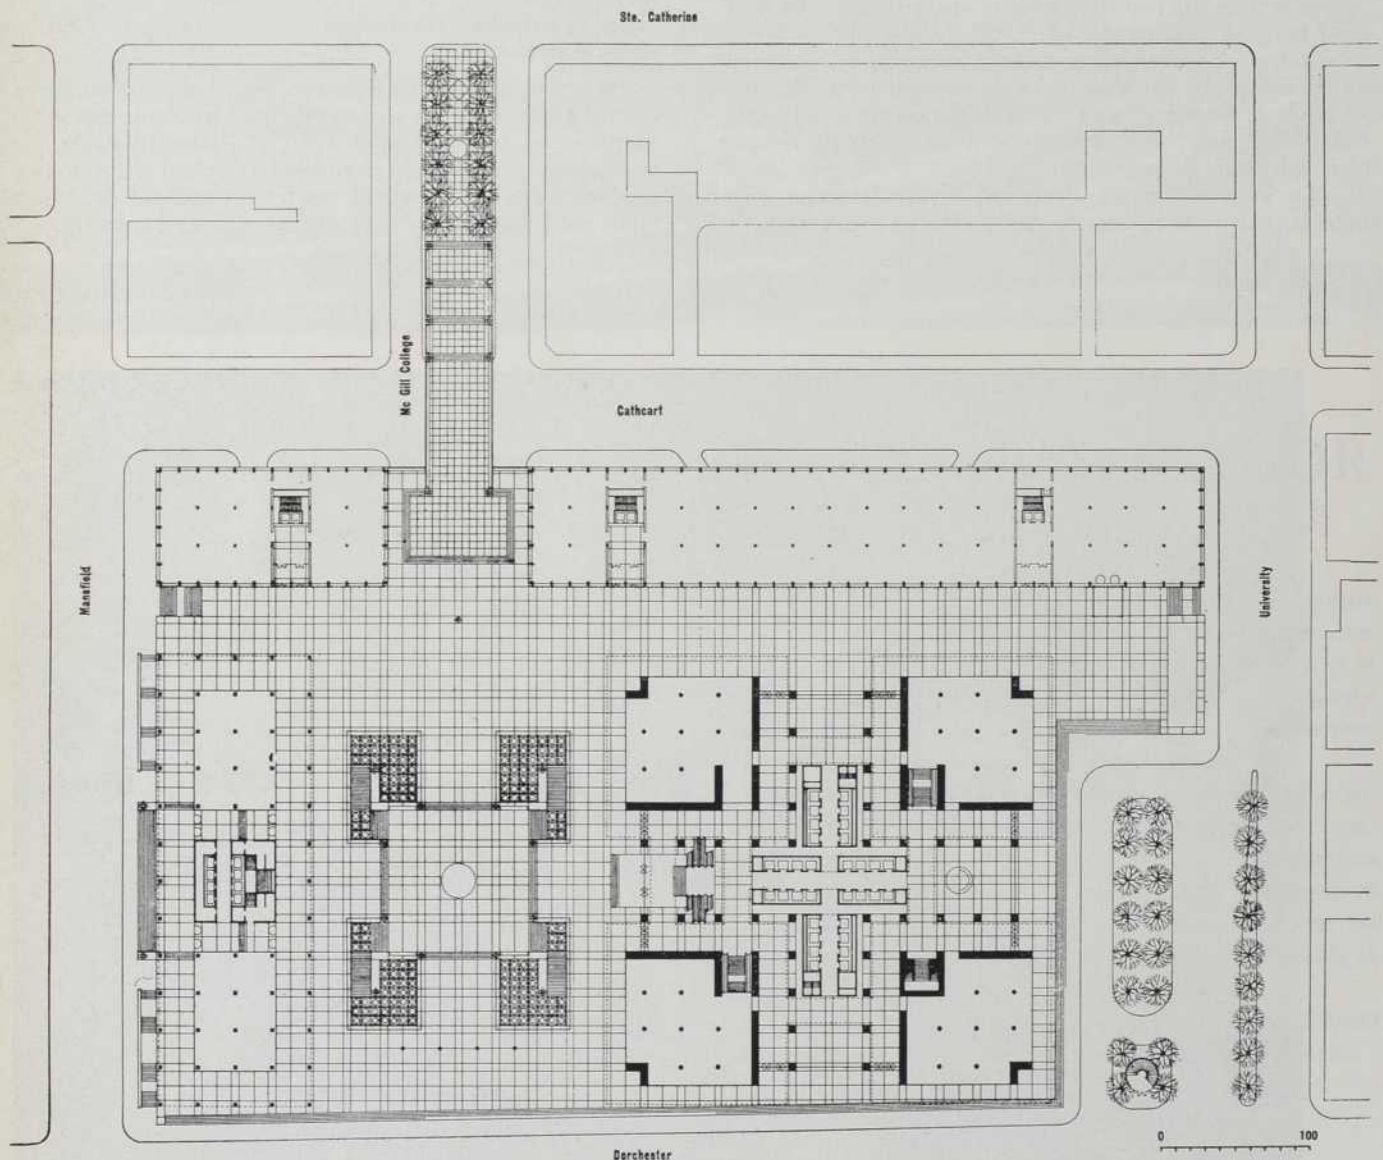 Ste. Catherine
Mc Gill College
Cathcart
Mansfield
University
Dorchester
0 100